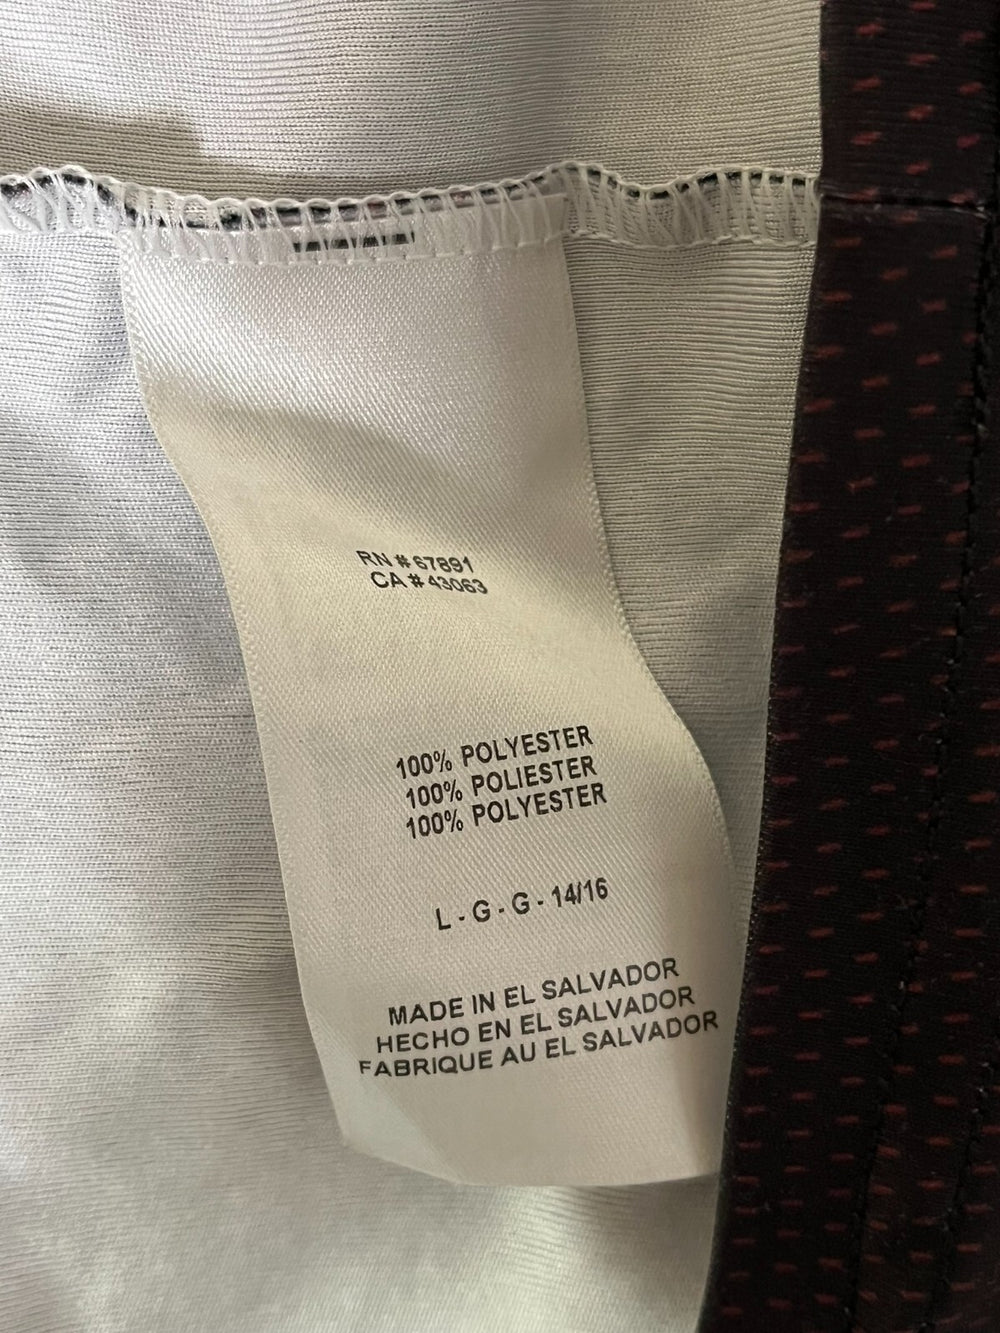 RN # 67891
CA # 43063
100% POLYESTER
100% POLIESTER
100% POLYESTER
L - G - G - 14/16
MADE IN EL SALVADOR
HECHO EN EL SALVADOR
FABRIQUE AU EL SALVADOR